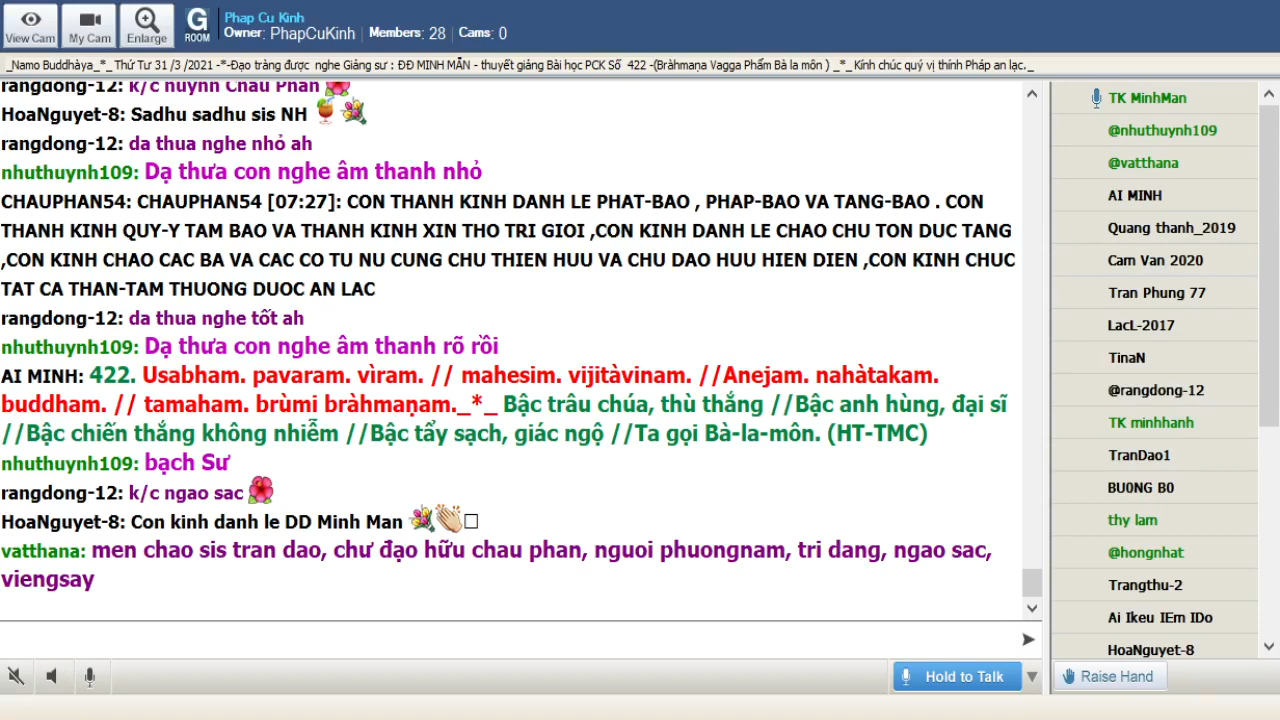 View Cam
My Cam
Enlarge
G ROOM
Phap Cu Kinh
Owner: PhapCuKinh | Members: 28 | Cams: 0
_Namo Buddhàya_*_ Thứ Tư 31 /3 /2021 -*-Đạo tràng được nghe Giảng sư : ĐĐ MINH MẪN - thuyết giảng Bài học PCK Số 422 -(Bràhmaṇa Vagga Phẩm Bà la môn ) _*_ Kính chúc quý vị thính Pháp an lạc._
rangdong-12: k/c huynh Chau Phan
HoaNguyet-8: Sadhu sadhu sis NH
rangdong-12: da thua nghe nhỏ ah
nhuthuynh109: Dạ thưa con nghe âm thanh nhỏ
CHAUPHAN54: CHAUPHAN54 [07:27]: CON THANH KINH DANH LE PHAT-BAO , PHAP-BAO VA TANG-BAO . CON
THANH KINH QUY-Y TAM BAO VA THANH KINH XIN THO TRI GIOI ,CON KINH DANH LE CHAO CHU TON DUC TANG
,CON KINH CHAO CAC BA VA CAC CO TU NU CUNG CHU THIEN HUU VA CHU DAO HUU HIEN DIEN ,CON KINH CHUC
TAT CA THAN-TAM THUONG DUOC AN LAC
rangdong-12: da thua nghe tốt ah
nhuthuynh109: Dạ thưa con nghe âm thanh rõ rồi
AI MINH: 422. Usabham. pavaram. vìram. // mahesim. vijitàvinam. //Anejam. nahàtakam.
buddham. // tamaham. brùmi bràhmaṇam._*_ Bậc trâu chúa, thù thắng //Bậc anh hùng, đại sĩ
//Bậc chiến thắng không nhiễm //Bậc tẩy sạch, giác ngộ //Ta gọi Bà-la-môn. (HT-TMC)
nhuthuynh109: bạch Sư
rangdong-12: k/c ngao sac
HoaNguyet-8: Con kinh danh le DD Minh Man
vatthana: men chao sis tran dao, chư đạo hữu chau phan, nguoi phuongnam, tri dang, ngao sac,
viengsay
TK MinhMan
@nhuthuynh109
@vatthana
AI MINH
Quang thanh_2019
Cam Van 2020
Tran Phung 77
LacL-2017
TinaN
@rangdong-12
TK minhhanh
TranDao1
BU0NG B0
thy lam
@hongnhat
Trangthu-2
Ai Ikeu IEm IDo
HoaNguyet-8
Hold to Talk
Raise Hand